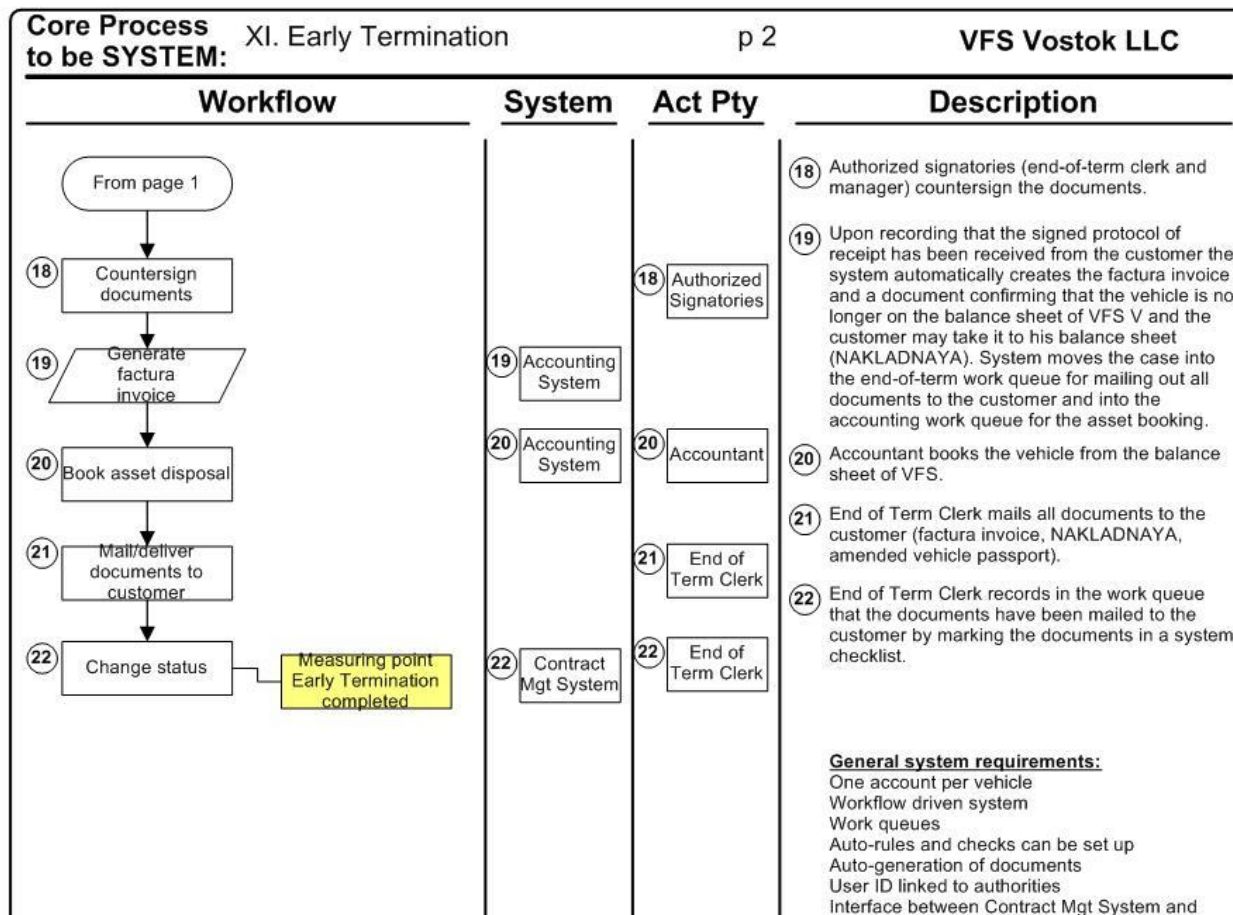 Core Process
to be SYSTEM:
XI. Early Termination
p 2
VFS Vostok LLC
Workflow
System
Act Pty
Description
From page 1
18
Countersign
documents
19
Generate
factura
invoice
20
Book asset disposal
21
Mail/deliver
documents to
customer
22
Change status
Measuring point
Early Termination
completed
19
Accounting
System
20
Accounting
System
22
Contract
Mgt System
18
Authorized
Signatories
20
Accountant
21
End of
Term Clerk
22
End of
Term Clerk
18
Authorized signatories (end-of-term clerk and
manager) countersign the documents.
19
Upon recording that the signed protocol of
receipt has been received from the customer the
system automatically creates the factura invoice
and a document confirming that the vehicle is no
longer on the balance sheet of VFS V and the
customer may take it to his balance sheet
(NAKLADNAYA). System moves the case into
the end-of-term work queue for mailing out all
documents to the customer and into the
accounting work queue for the asset booking.
20
Accountant books the vehicle from the balance
sheet of VFS.
21
End of Term Clerk mails all documents to the
customer (factura invoice, NAKLADNAYA,
amended vehicle passport).
22
End of Term Clerk records in the work queue
that the documents have been mailed to the
customer by marking the documents in a system
checklist.
General system requirements:
One account per vehicle
Workflow driven system
Work queues
Auto-rules and checks can be set up
Auto-generation of documents
User ID linked to authorities
Interface between Contract Mgt System and